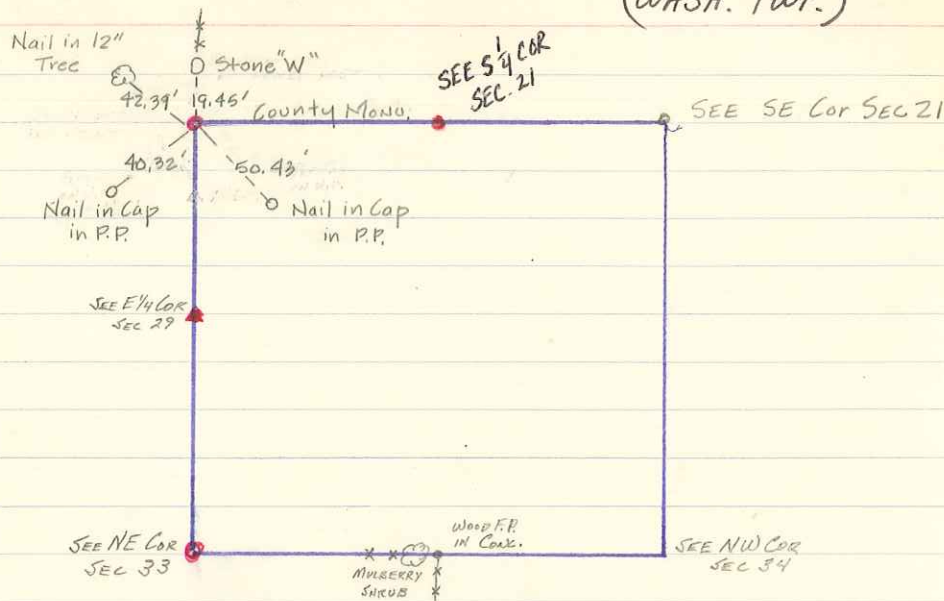 (WASH. TWP.)
Nail in 12"
Tree
Stone "W"
42.39' 19.45'
County Mono.
SEE S 1/4 COR
SEC. 21
SEE SE Cor SEC 21
40.32'
50.43'
Nail in Cap
in P.P.
Nail in Cap
in P.P.
SEE E 1/4 COR
SEC 29
SEE NE COR
SEC 33
MULBERRY
SHRUB
WOOD F.P.
IN CONC.
SEE NW COR
SEC 34